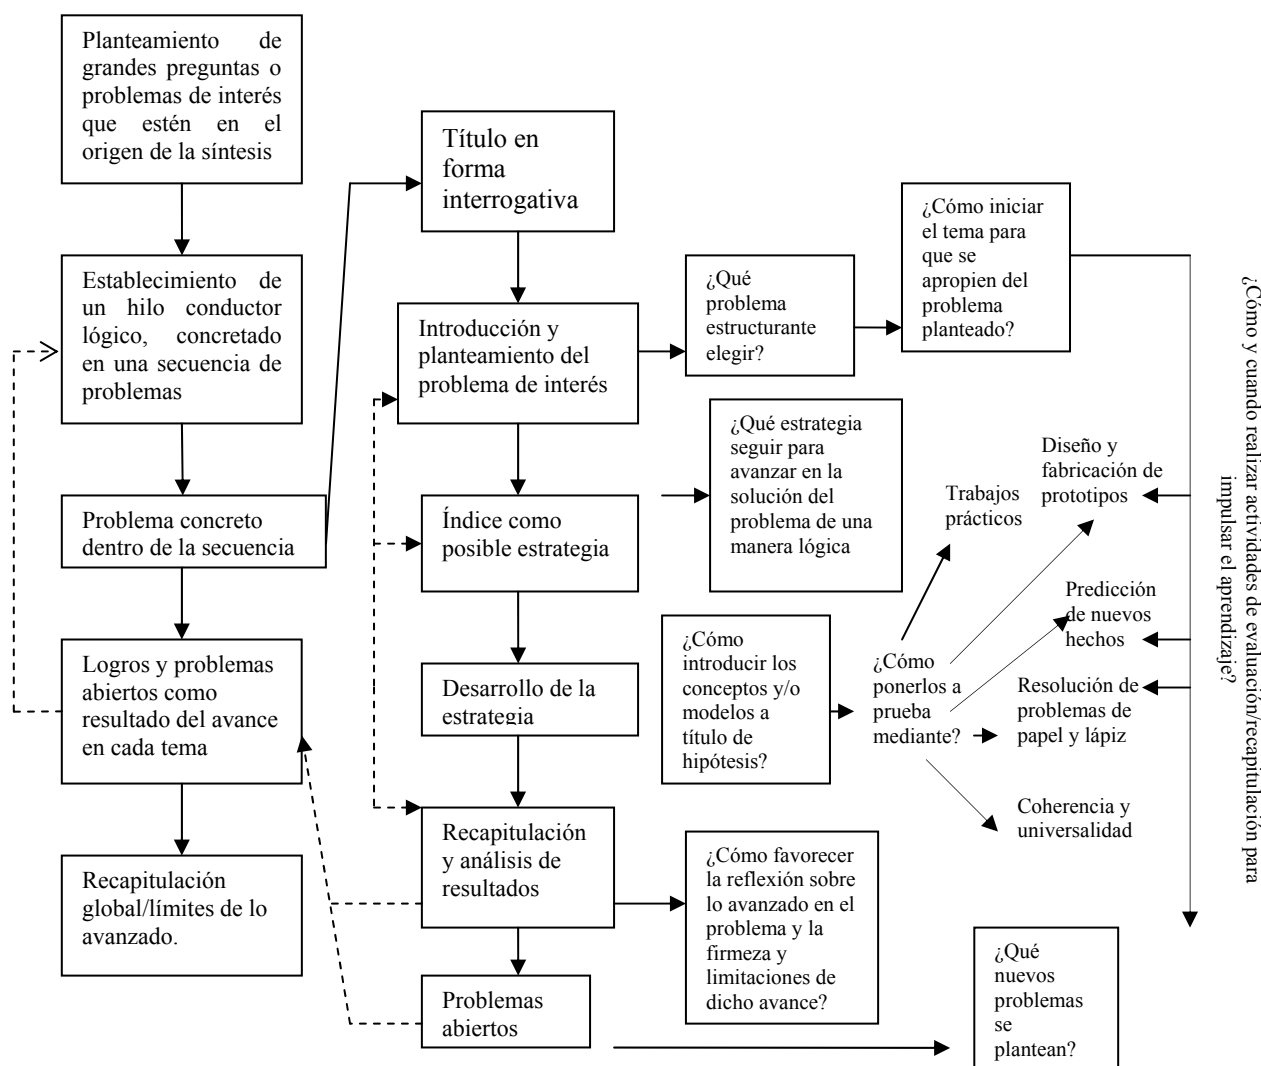 Planteamiento de
grandes preguntas o
problemas de interés
que estén en el
origen de la síntesis
Establecimiento de
un hilo conductor
lógico, concretado
en una secuencia de
problemas
Problema concreto
dentro de la secuencia
Logros y problemas
abiertos como
resultado del avance
en cada tema
Recapitulación
global/límites de lo
avanzado.
Título en
forma
interrogativa
Introducción y
planteamiento del
problema de interés
Índice como
posible estrategia
Desarrollo de la
estrategia
Recapitulación
y análisis de
resultados
Problemas
abiertos
¿Qué
problema
estructurante
elegir?
¿Cómo iniciar
el tema para
que se
apropien del
problema
planteado?
¿Qué estrategia
seguir para
avanzar en la
solución del
problema de una
manera lógica
¿Cómo
introducir los
conceptos y/o
modelos a
título de
hipótesis?
¿Cómo
ponerlos a
prueba
mediante?
Trabajos
prácticos
Diseño y
fabricación de
prototipos
Predicción
de nuevos
hechos
Resolución de
problemas de
papel y lápiz
Coherencia y
universalidad
¿Cómo favorecer
la reflexión sobre
lo avanzado en el
problema y la
firmeza y
limitaciones de
dicho avance?
¿Qué
nuevos
problemas
se
plantean?
¿Cómo y cuando realizar actividades de evaluación/recapitulación para
impulsar el aprendizaje?